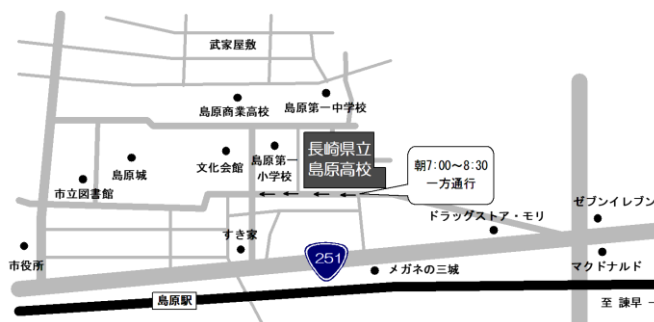 武家屋敷
島原商業高校
島原第一中学校
長崎県立
島原高校
島原第一
小学校
文化会館
島原城
市立図書館
朝7:00～8:30
一方通行
ゼブンイレブン
ドラッグストア・モリ
すき家
市役所
251
メガネの三城
マクドナルド
島原駅
至 諫早